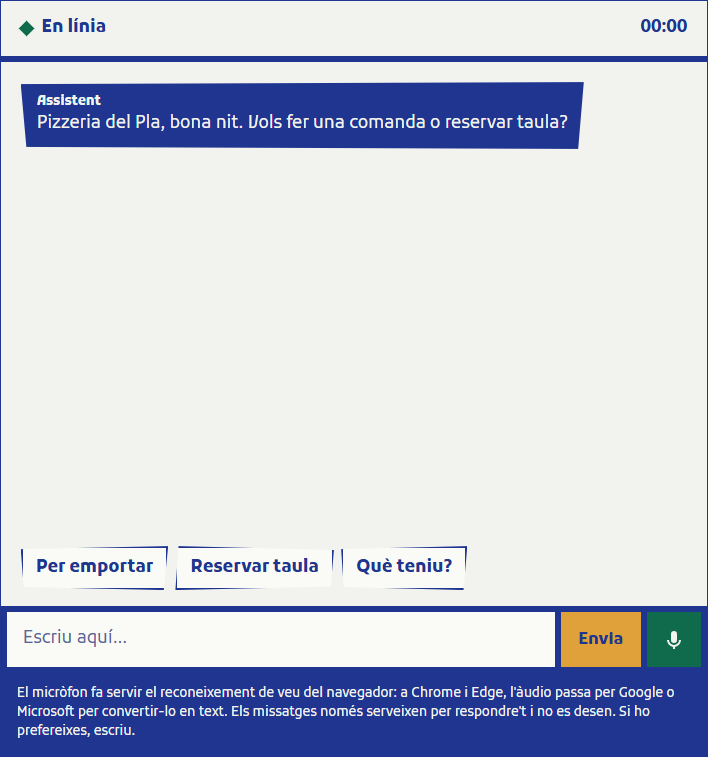 En línia
00:00
Assistent
Pizzeria del Pla, bona nit. Vols fer una comanda o reservar taula?
Per emportar
Reservar taula
Què teniu?
Escriu aquí...
Envia
El micròfon fa servir el reconeixement de veu del navegador: a Chrome i Edge, l'àudio passa per Google o
Microsoft per convertir-lo en text. Els missatges només serveixen per respondre't i no es desen. Si ho
prefereixes, escriu.